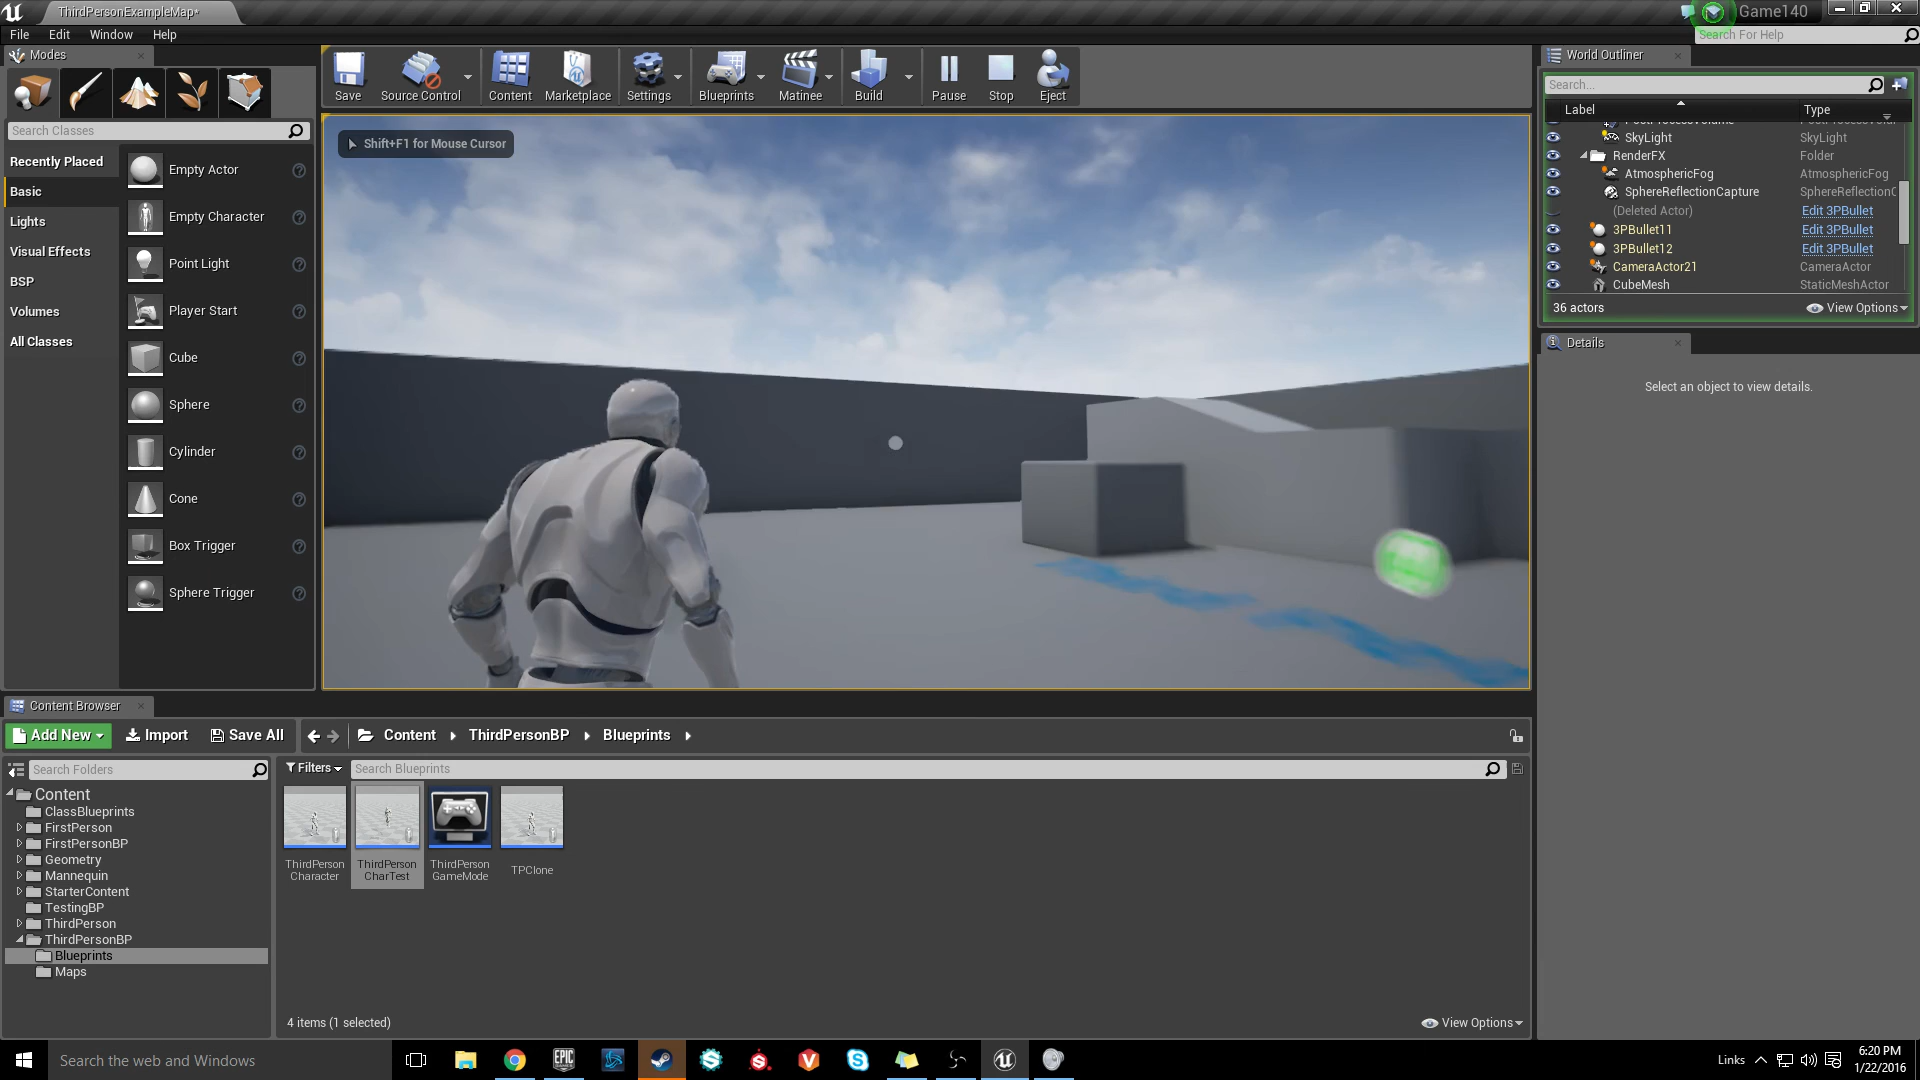 ThirdPersonExampleMap*
Game140
File Edit Window Help
Search For Help
Modes
Search Classes
Recently Placed
Basic
Lights
Visual Effects
BSP
Volumes
All Classes
Empty Actor
Empty Character
Point Light
Player Start
Cube
Sphere
Cylinder
Cone
Box Trigger
Sphere Trigger
Save Source Control Content Marketplace Settings Blueprints Matinee Build Pause Stop Eject
Shift+F1 for Mouse Cursor
World Outliner
Search...
Label Type
SkyLight SkyLight
RenderFX Folder
AtmosphericFog AtmosphericFog
SphereReflectionCapture SphereReflectionC
(Deleted Actor) Edit 3PBullet
3PBullet11 Edit 3PBullet
3PBullet12 Edit 3PBullet
CameraActor21 CameraActor
CubeMesh StaticMeshActor
36 actors View Options
Details
Select an object to view details.
Content Browser
Add New Import Save All Content ThirdPersonBP Blueprints
Search Folders
Filters Search Blueprints
Content
ClassBlueprints
FirstPerson
FirstPersonBP
Geometry
Mannequin
StarterContent
TestingBP
ThirdPerson
ThirdPersonBP
Blueprints
Maps
ThirdPerson
Character
ThirdPerson
CharTest
ThirdPerson
GameMode
TPClone
4 items (1 selected) View Options
Search the web and Windows
EPIC
GAMES
Links
6:20 PM
1/22/2016